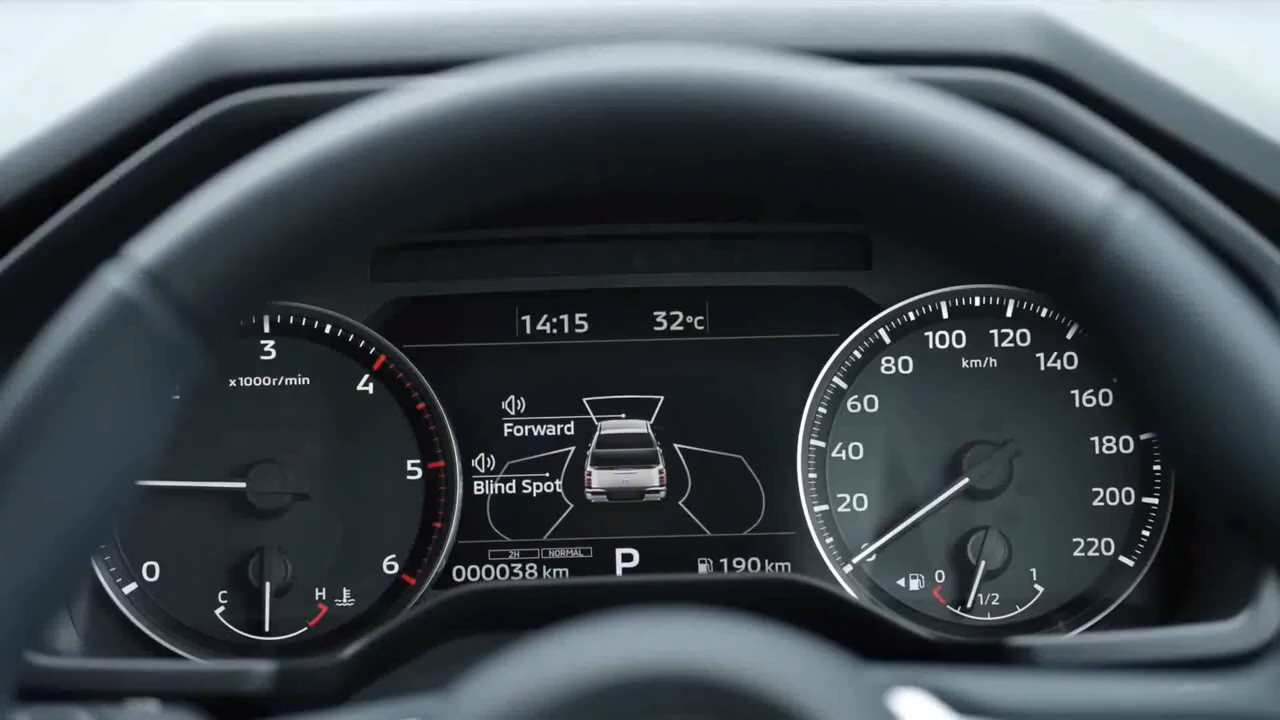 14:15 32°C
3
x1000r/min
4
5
6
0
C H
Forward
Blind Spot
2H NORMAL
000038 km P 190 km
0
20
40
60
80
100
120
140
160
180
200
220
km/h
0 1/2 1